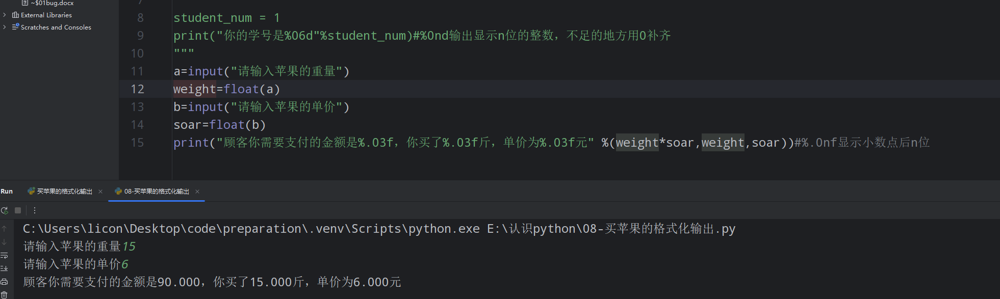 ~$01bug.docx
External Libraries
Scratches and Consoles
7
8 student_num = 1
9 print("你的学号是%06d"%student_num)#%0nd输出显示n位的整数，不足的地方用0补齐
10 """
11 a=input("请输入苹果的重量")
12 weight=float(a)
13 b=input("请输入苹果的单价")
14 soar=float(b)
15 print("顾客你需要支付的金额是%.03f，你买了%.03f斤，单价为%.03f元" %(weight*soar,weight,soar))#%.0nf显示小数点后n位
Run 买苹果的格式化输出 08-买苹果的格式化输出
C:\Users\licon\Desktop\code\preparation\.venv\Scripts\python.exe E:\认识python\08-买苹果的格式化输出.py
请输入苹果的重量15
请输入苹果的单价6
顾客你需要支付的金额是90.000，你买了15.000斤，单价为6.000元